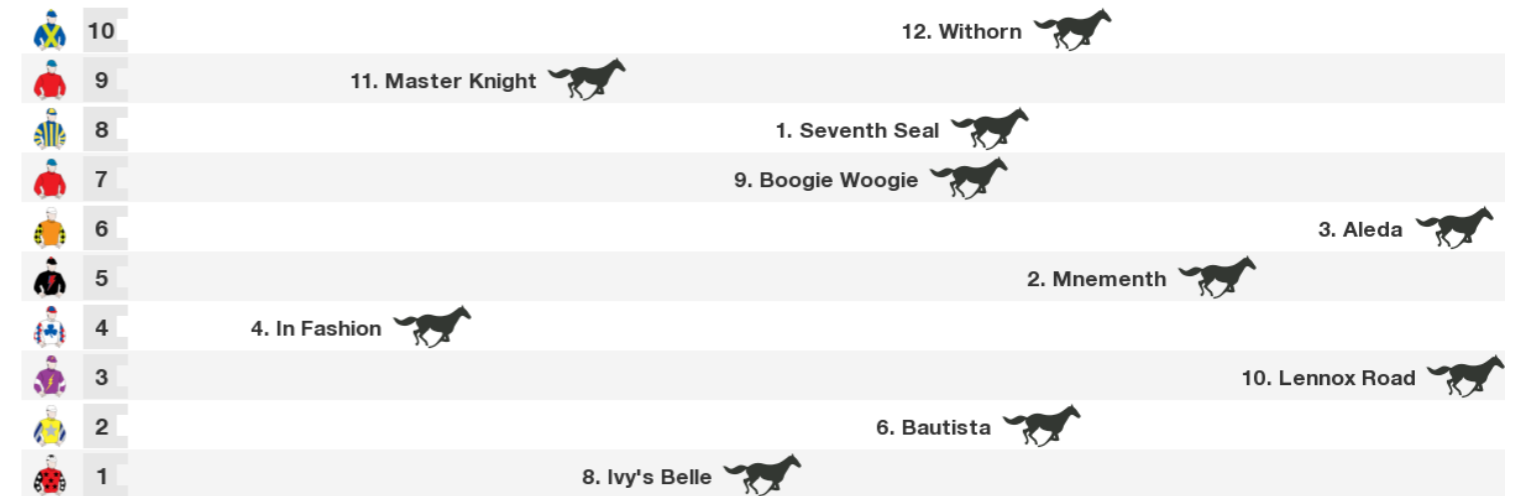 10 12. Withorn
9 11. Master Knight
8 1. Seventh Seal
7 9. Boogie Woogie
6 3. Aleda
5 2. Mnementh
4 4. In Fashion
3 10. Lennox Road
2 6. Bautista
1 8. Ivy's Belle